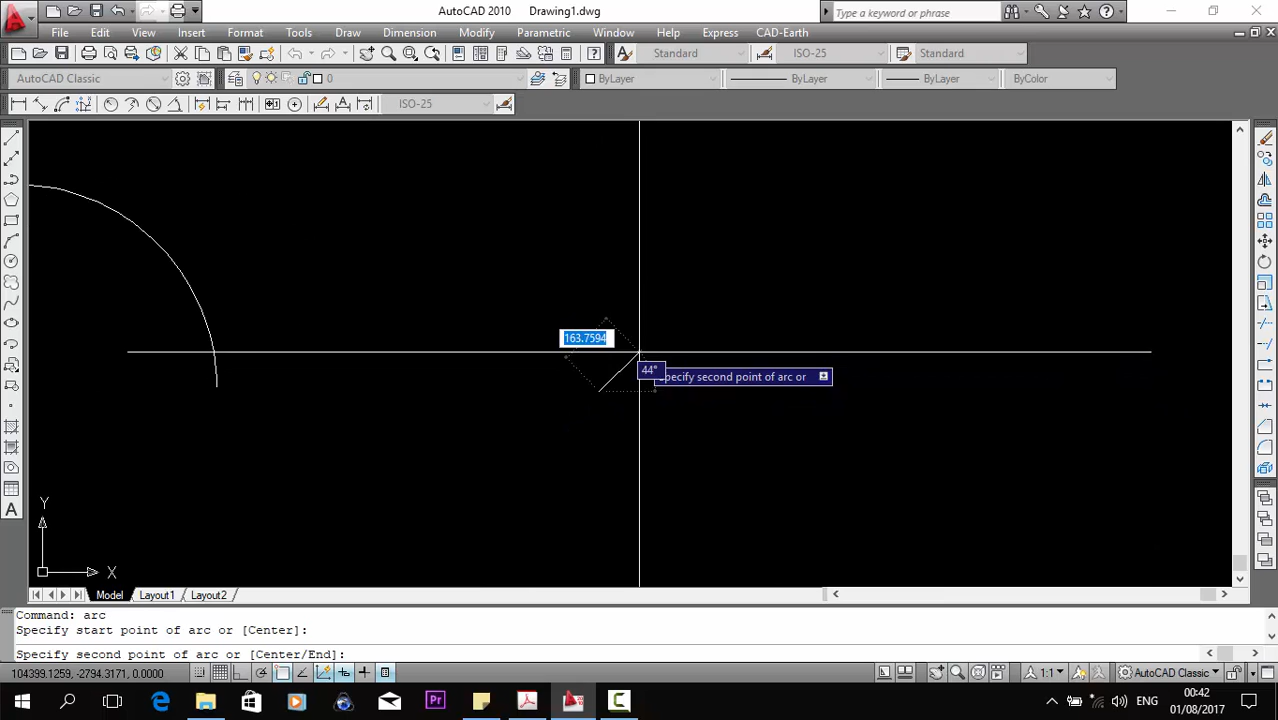 AutoCAD 2010 Drawing1.dwg
Type a keyword or phrase
File Edit View Insert Format Tools Draw Dimension Modify Parametric Window Help Express CAD-Earth
Standard ISO-25 Standard
AutoCAD Classic 0 ByLayer ByLayer ByLayer ByColor
ISO-25
163.7594
44°
Specify second point of arc or
Y
X
A
Model Layout1 Layout2
Command: arc
Specify start point of arc or [Center]:
Specify second point of arc or [Center/End]:
104399.1259, -2794.3171, 0.0000 1:1 AutoCAD Classic
Pr ENG 00:42
01/08/2017